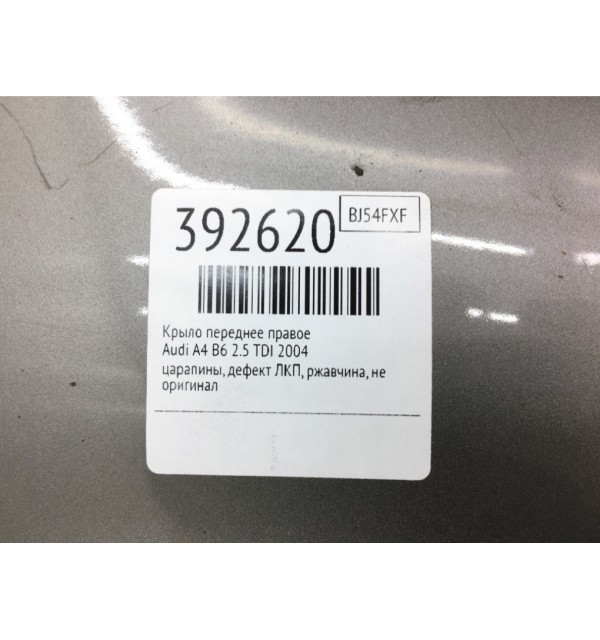 392620
BJ54FXF
Крыло переднее правое
Audi A4 B6 2.5 TDI 2004
царапины, дефект ЛКП, ржавчина, не
оригинал